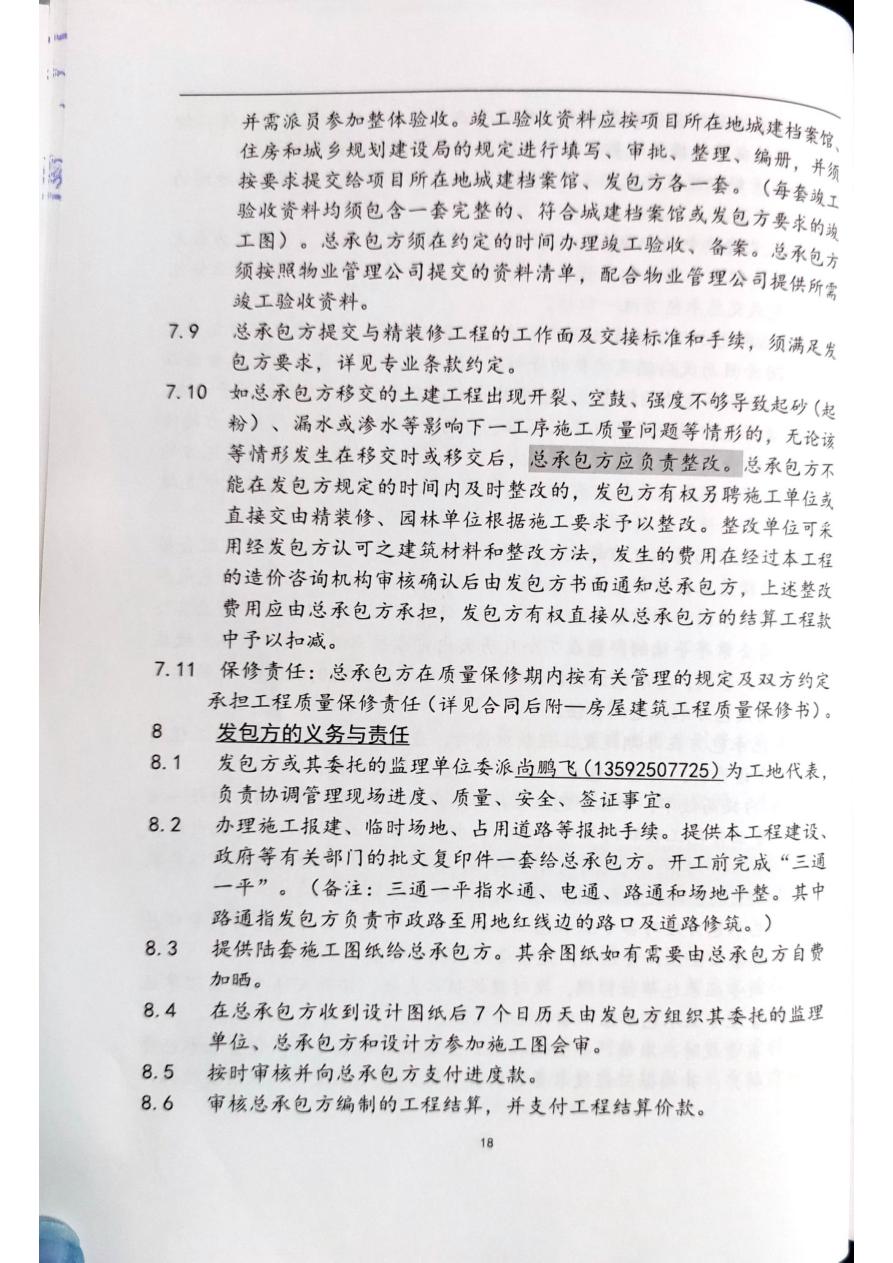 并需派员参加整体验收。竣工验收资料应按项目所在地城建档案馆、
住房和城乡规划建设局的规定进行填写、审批、整理、编册，并须
按要求提交给项目所在地城建档案馆、发包方各一套。（每套竣工
验收资料均须包含一套完整的、符合城建档案馆或发包方要求的竣
工图）。总承包方须在约定的时间办理竣工验收、备案。总承包方
须按照物业管理公司提交的资料清单，配合物业管理公司提供所需
竣工验收资料。
7.9 总承包方提交与精装修工程的工作面及交接标准和手续，须满足发
包方要求，详见专业条款约定。
7.10 如总承包方移交的土建工程出现开裂、空鼓、强度不够导致起砂（起
粉）、漏水或渗水等影响下一工序施工质量问题等情形的，无论该
等情形发生在移交时或移交后，总承包方应负责整改。总承包方不
能在发包方规定的时间内及时整改的，发包方有权另聘施工单位或
直接交由精装修、园林单位根据施工要求予以整改。整改单位可采
用经发包方认可之建筑材料和整改方法，发生的费用在经过本工程
的造价咨询机构审核确认后由发包方书面通知总承包方，上述整改
费用应由总承包方承担，发包方有权直接从总承包方的结算工程款
中予以扣减。
7.11 保修责任：总承包方在质量保修期内按有关管理的规定及双方约定
承担工程质量保修责任（详见合同后附—房屋建筑工程质量保修书）。
8 发包方的义务与责任
8.1 发包方或其委托的监理单位委派尚鹏飞（13592507725）为工地代表，
负责协调管理现场进度、质量、安全、签证事宜。
8.2 办理施工报建、临时场地、占用道路等报批手续。提供本工程建设、
政府等有关部门的批文复印件一套给总承包方。开工前完成“三通
一平”。（备注：三通一平指水通、电通、路通和场地平整。其中
路通指发包方负责市政路至用地红线边的路口及道路修筑。）
8.3 提供陆套施工图纸给总承包方。其余图纸如有需要由总承包方自费
加晒。
8.4 在总承包方收到设计图纸后 7 个日历天由发包方组织其委托的监理
单位、总承包方和设计方参加施工图会审。
8.5 按时审核并向总承包方支付进度款。
8.6 审核总承包方编制的工程结算，并支付工程结算价款。
18